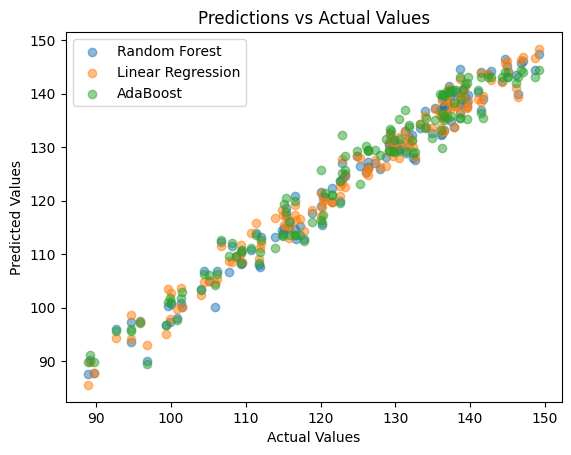 Predictions vs Actual Values
Random Forest
Linear Regression
AdaBoost
Predicted Values
150
140
130
120
110
100
90
90
100
110
120
130
140
150
Actual Values